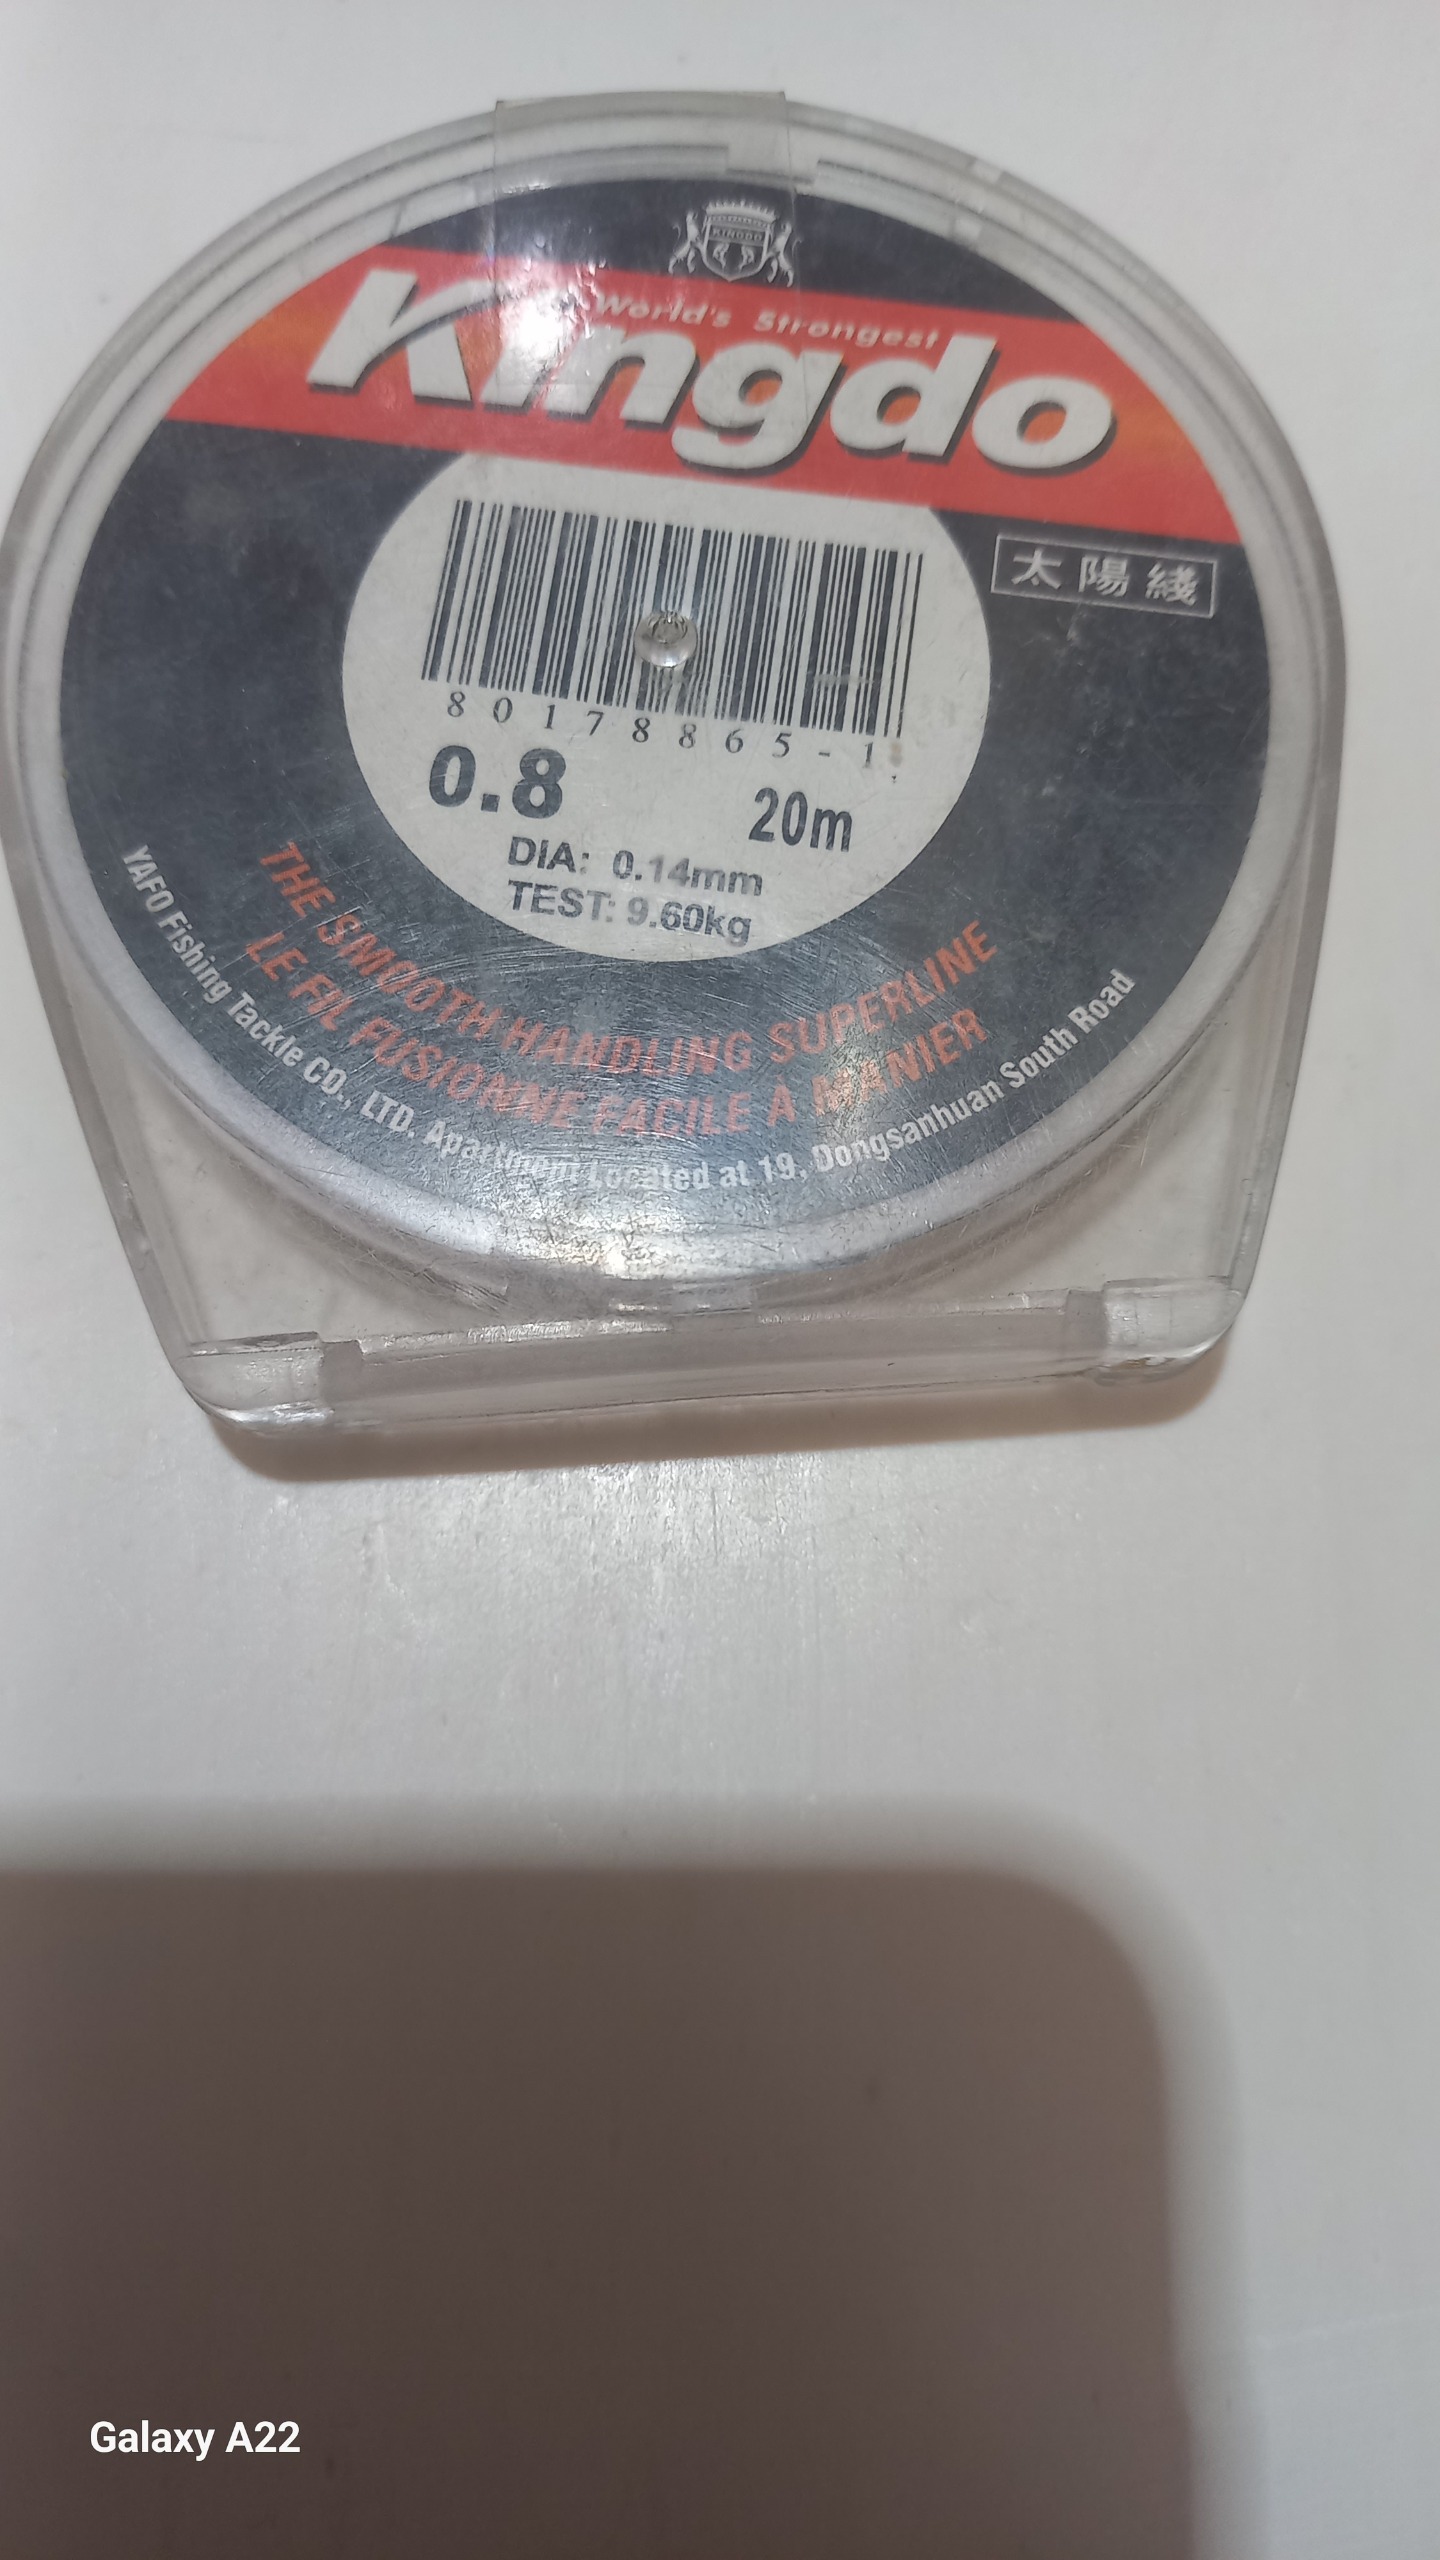 KINGDO
World's Strongest
Kingdo
太陽綫
80178865-1
0.8 20m
DIA: 0.14mm
TEST: 9.60kg
THE SMOOTH HANDLING SUPERLINE
LE FIL FUSIONNE FACILE À MANIER
YAFO Fishing Tackle CO., LTD. Apartment Located at 19, Dongsanhuan South Road
Galaxy A22